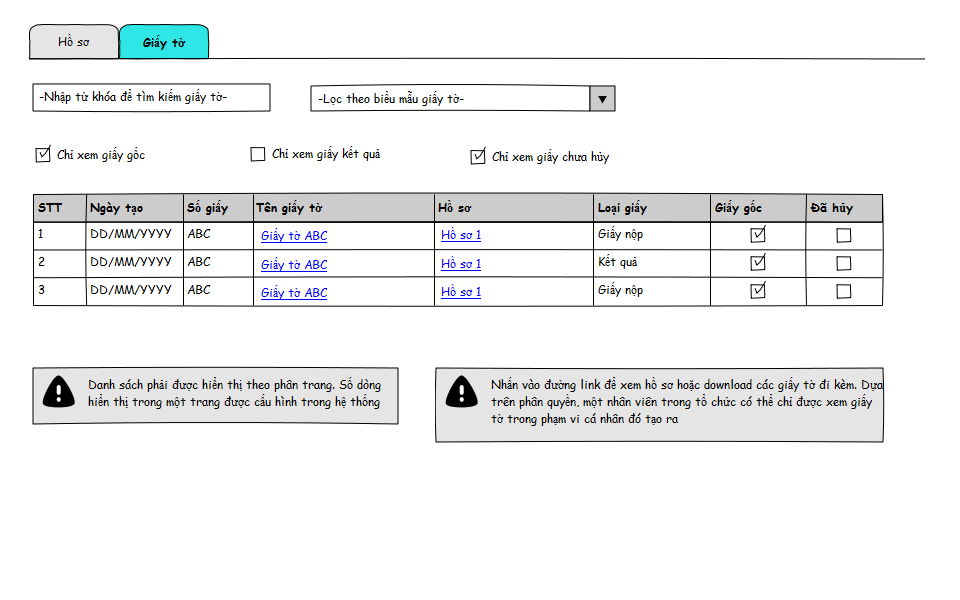 Hồ sơ Giấy tờ
-Nhập từ khóa để tìm kiếm giấy tờ- -Lọc theo biểu mẫu giấy tờ-
Chỉ xem giấy gốc Chỉ xem giấy kết quả Chỉ xem giấy chưa hủy
STT Ngày tạo Số giấy Tên giấy tờ Hồ sơ Loại giấy Giấy gốc Đã hủy
1 DD/MM/YYYY ABC Giấy tờ ABC Hồ sơ 1 Giấy nộp
2 DD/MM/YYYY ABC Giấy tờ ABC Hồ sơ 1 Kết quả
3 DD/MM/YYYY ABC Giấy tờ ABC Hồ sơ 1 Giấy nộp
Danh sách phải được hiển thị theo phân trang. Số dòng
hiển thị trong một trang được cấu hình trong hệ thống
Nhấn vào đường link để xem hồ sơ hoặc download các giấy tờ đi kèm. Dựa
trên phân quyền, một nhân viên trong tổ chức có thể chỉ được xem giấy
tờ trong phạm vi cá nhân đó tạo ra